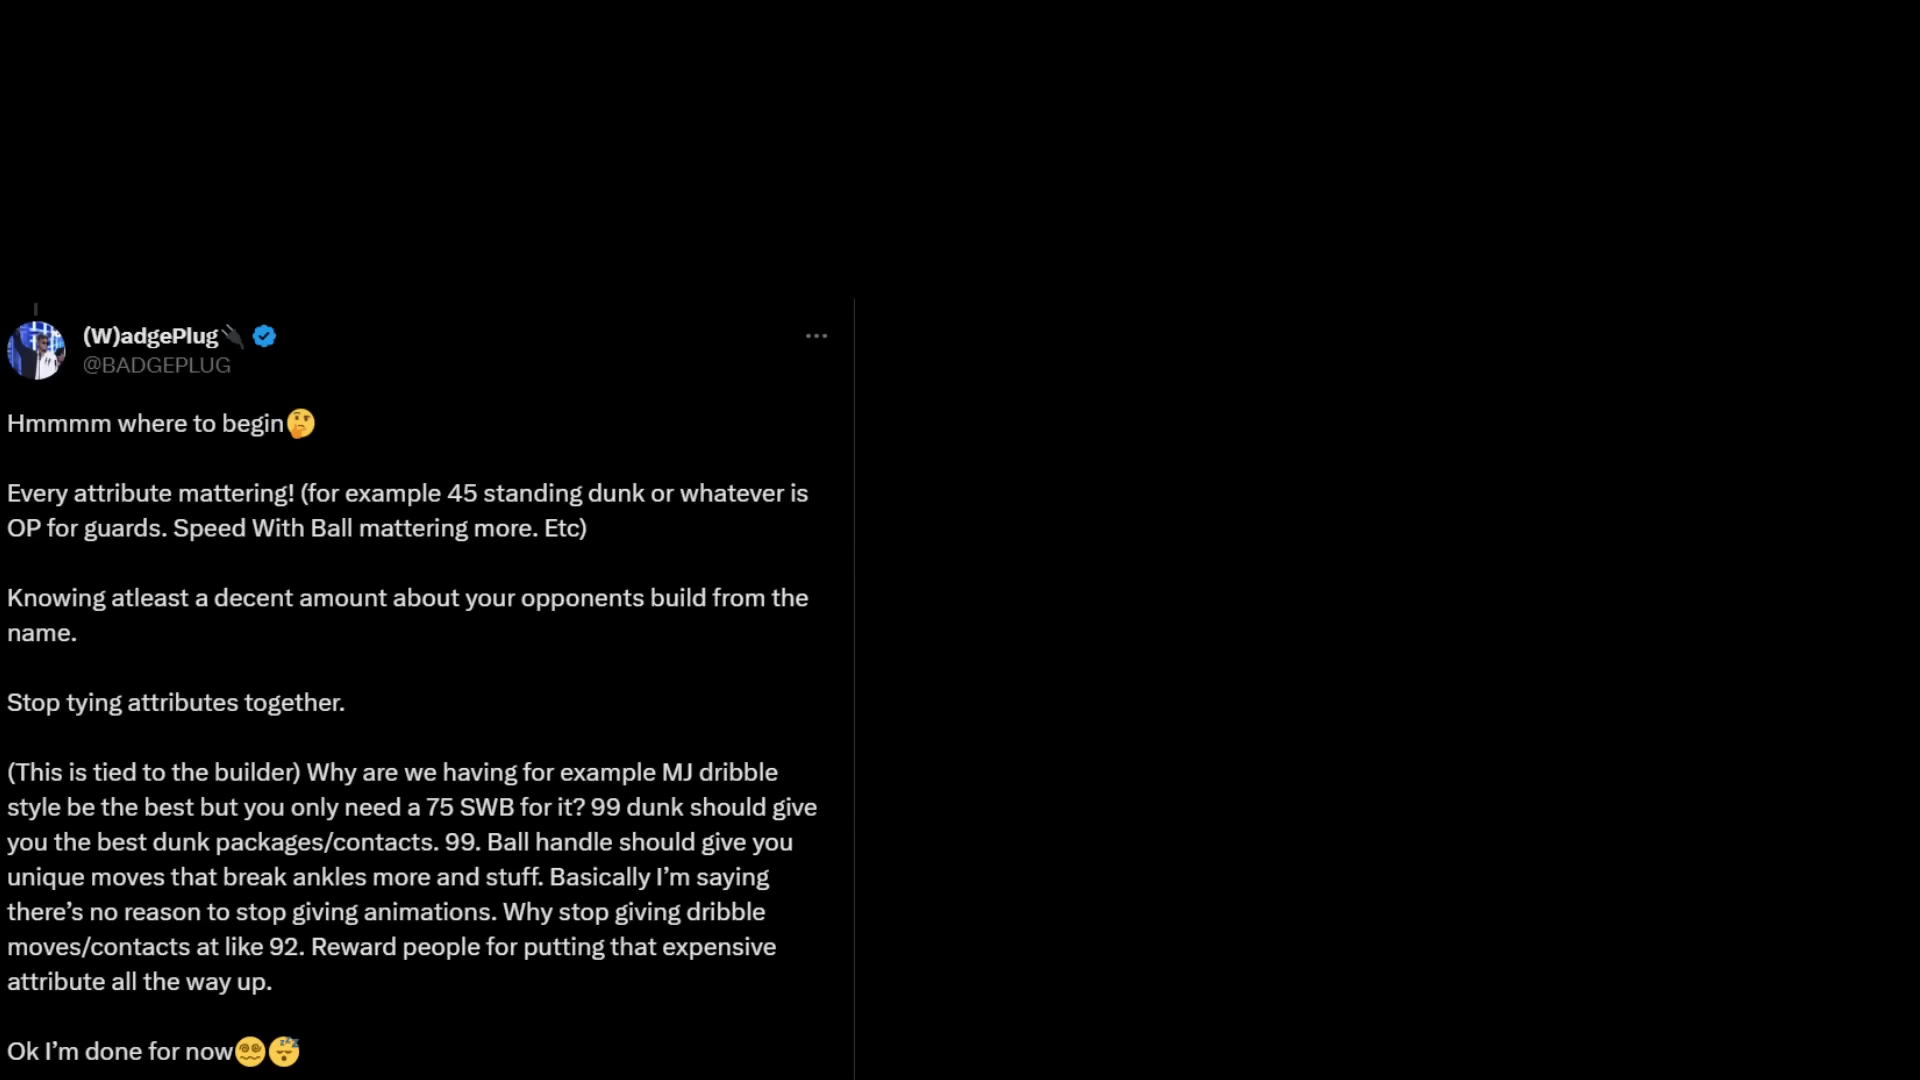 (W)adgePlug🔌
@BADGEPLUG
Hmmmm where to begin🤔
Every attribute mattering! (for example 45 standing dunk or whatever is
OP for guards. Speed With Ball mattering more. Etc)
Knowing atleast a decent amount about your opponents build from the
name.
Stop tying attributes together.
(This is tied to the builder) Why are we having for example MJ dribble
style be the best but you only need a 75 SWB for it? 99 dunk should give
you the best dunk packages/contacts. 99. Ball handle should give you
unique moves that break ankles more and stuff. Basically I’m saying
there’s no reason to stop giving animations. Why stop giving dribble
moves/contacts at like 92. Reward people for putting that expensive
attribute all the way up.
Ok I’m done for now😵‍💫😴